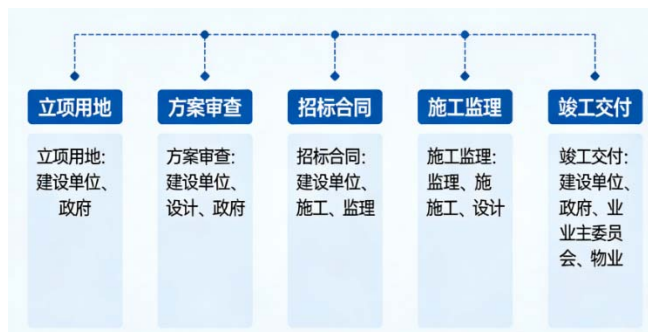 立项用地
方案审查
招标合同
施工监理
竣工交付
立项用地:
建设单位、
政府
方案审查:
建设单位、
设计、政府
招标合同:
建设单位、
施工、监理
施工监理:
监理、施
施工、设计
竣工交付:
建设单位、
政府、业
业主委员
会、物业